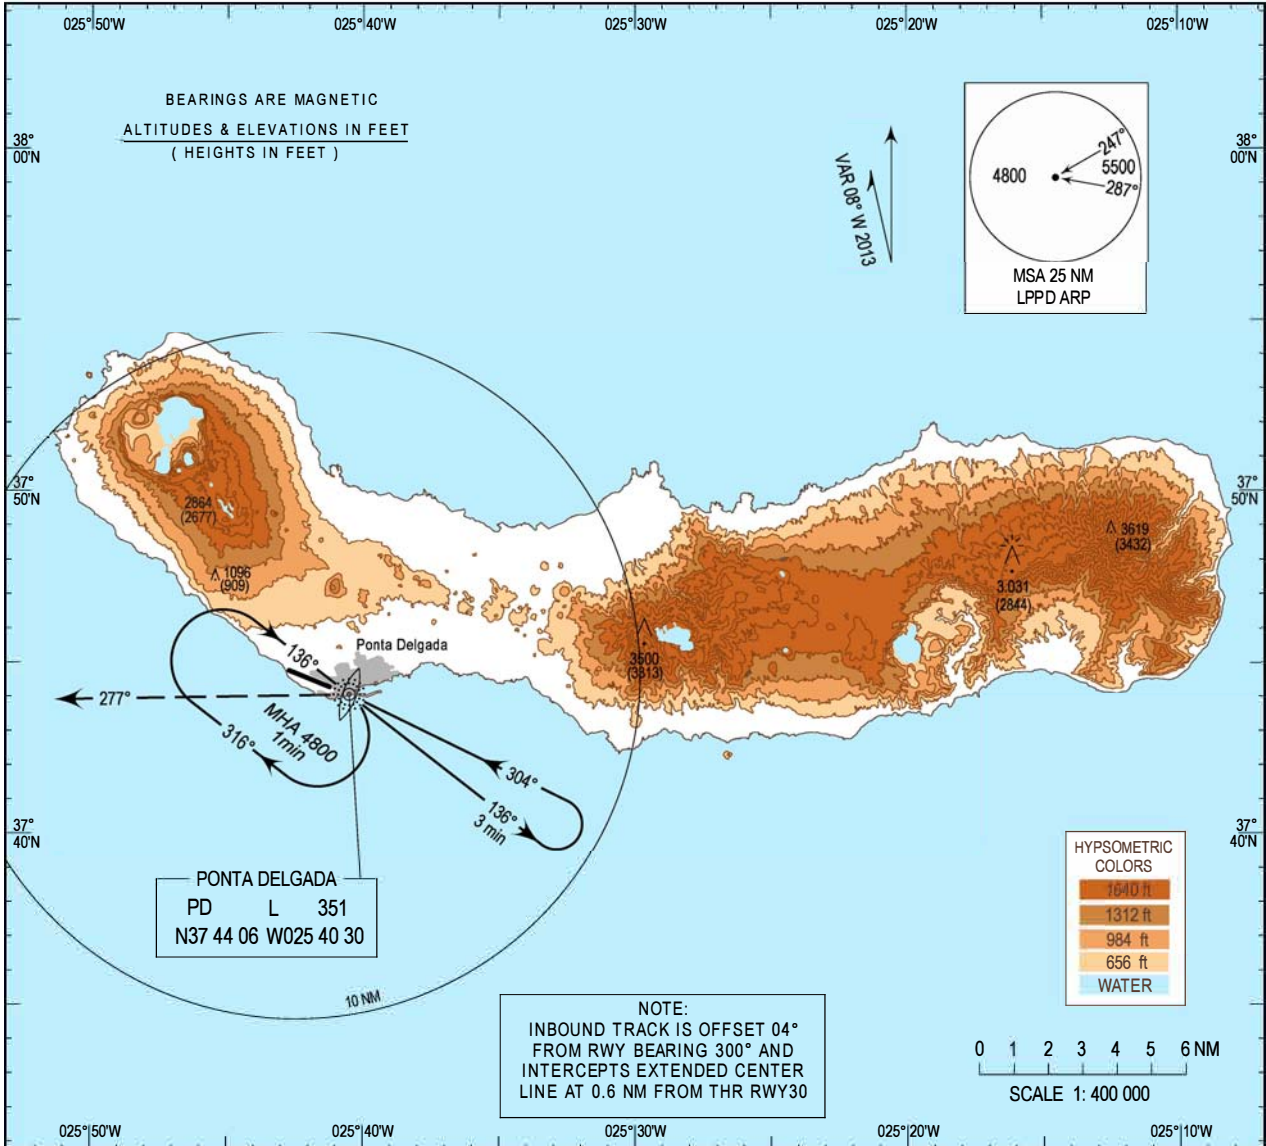 025°50'W 025°40'W 025°30'W 025°20'W 025°10'W
BEARINGS ARE MAGNETIC
ALTITUDES & ELEVATIONS IN FEET
( HEIGHTS IN FEET )
38°
00'N
VAR 08° W 2013
4800
247°
5500
287°
MSA 25 NM
LPPD ARP
38°
00'N
37°
50'N
37°
50'N
2864
(2677)
1096
(909)
3619
(3432)
3.031
(2844)
3500
(3313)
Ponta Delgada
136°
277°
MHA 4800
1min
316°
304°
136°
3 min
37°
40'N
37°
40'N
PONTA DELGADA
PD L 351
N37 44 06 W025 40 30
10 NM
HYPSOMETRIC
COLORS
1640 ft
1312 ft
984 ft
656 ft
WATER
NOTE:
INBOUND TRACK IS OFFSET 04°
FROM RWY BEARING 300° AND
INTERCEPTS EXTENDED CENTER
LINE AT 0.6 NM FROM THR RWY30
0 1 2 3 4 5 6 NM
SCALE 1: 400 000
025°50'W 025°40'W 025°30'W 025°20'W 025°10'W